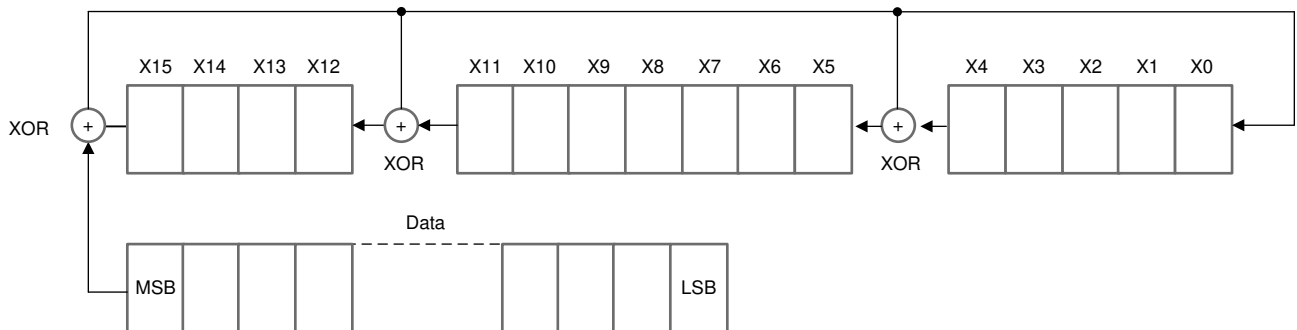 X15 X14 X13 X12 X11 X10 X9 X8 X7 X6 X5 X4 X3 X2 X1 X0
XOR + + +
XOR XOR
Data
MSB LSB